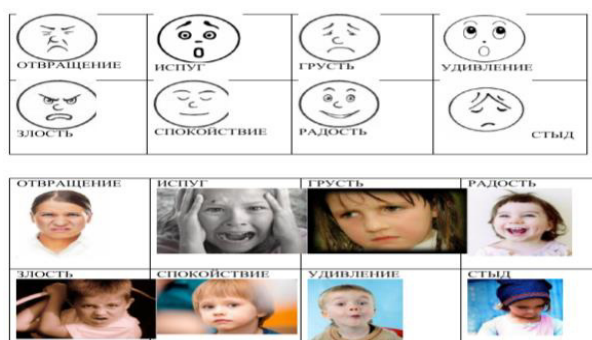 ОТВРАЩЕНИЕ ИСПУГ ГРУСТЬ УДИВЛЕНИЕ
ЗЛОСТЬ СПОКОЙСТВИЕ РАДОСТЬ СТЫД
ОТВРАЩЕНИЕ ИСПУГ ГРУСТЬ РАДОСТЬ
ЗЛОСТЬ СПОКОЙСТВИЕ УДИВЛЕНИЕ СТЫД